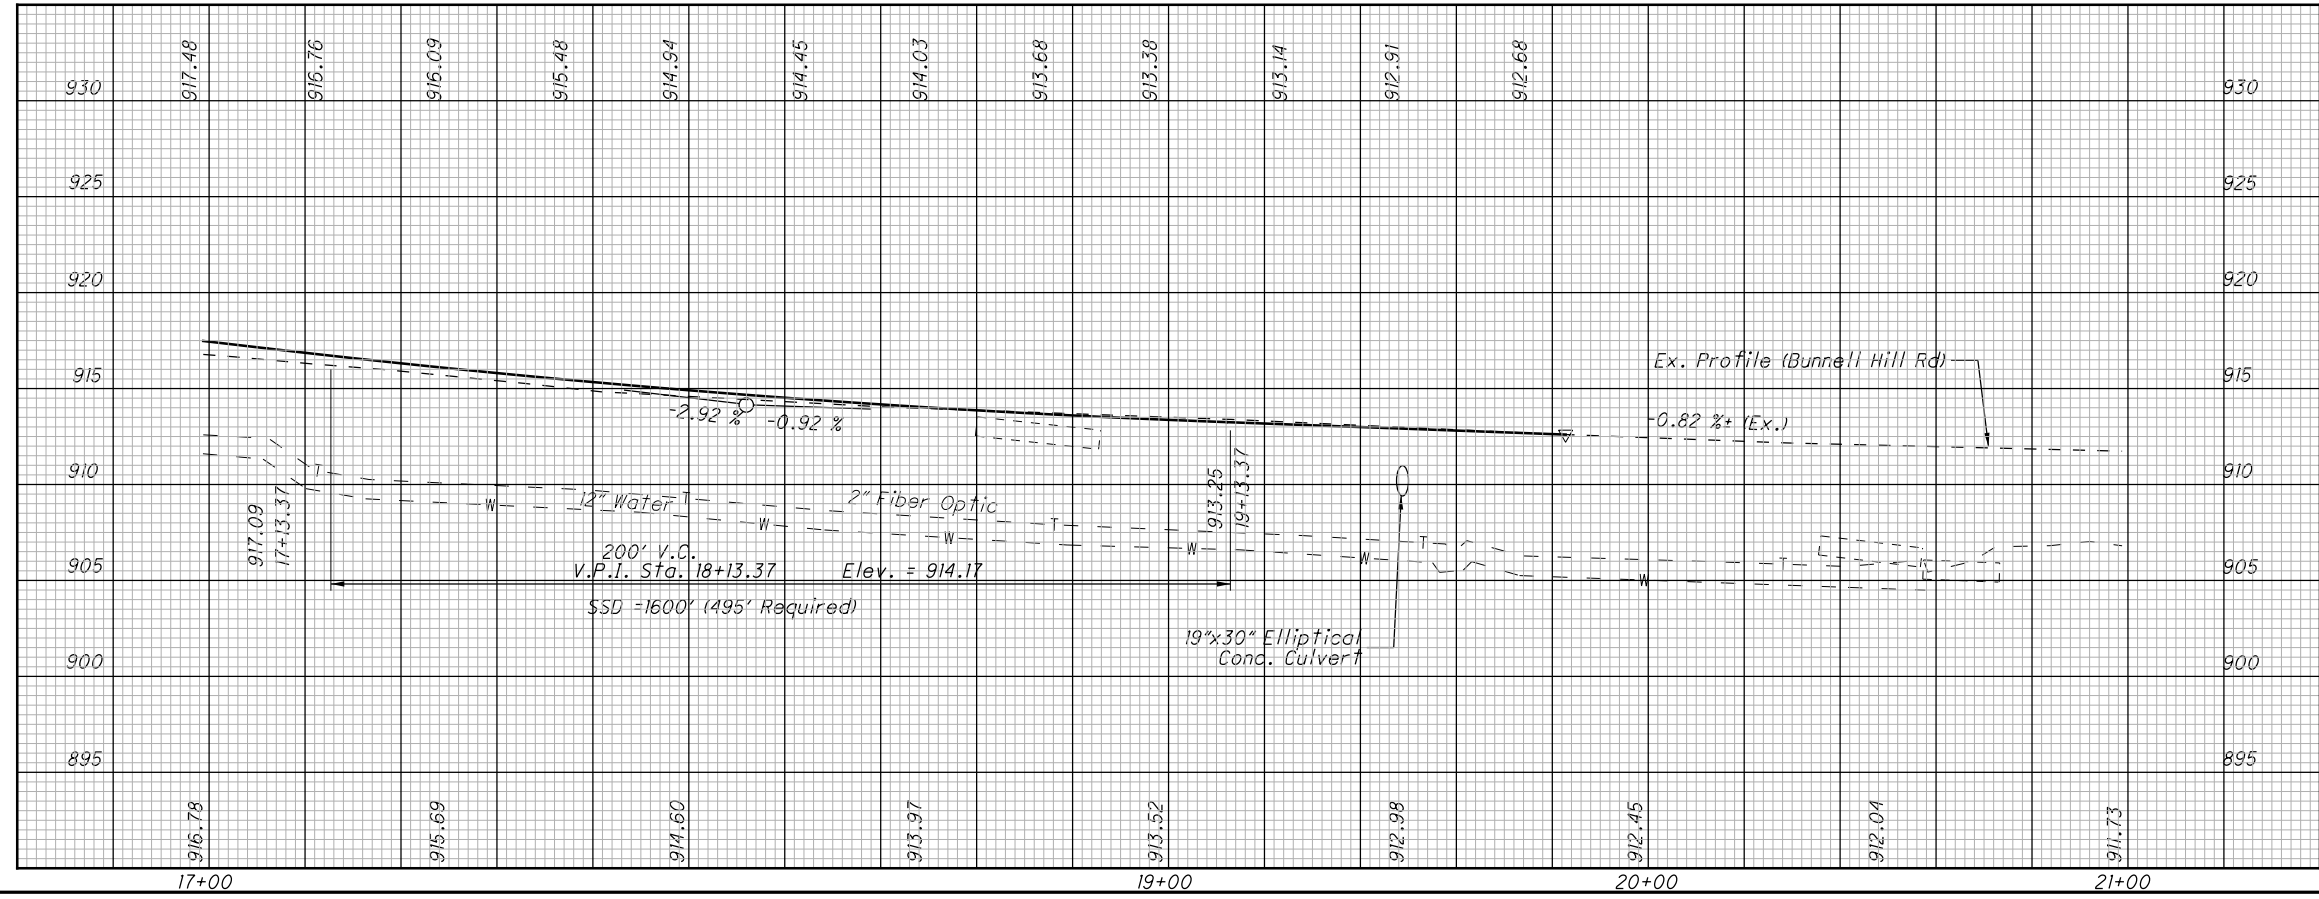 917.48
916.76
916.09
915.48
914.94
914.45
914.03
913.68
913.38
913.14
912.91
912.68
930
930
925
925
920
920
Ex. Profile (Bunnell Hill Rd)
915
915
-2.92 %
-0.92 %
-0.82 %± (Ex.)
910
910
T
W
12" Water
T
W
2" Fiber Optic
W
T
W
W
T
W
T
917.09
17+13.37
913.25
19+13.37
200' V.C.
V.P.I. Sta. 18+13.37
Elev. = 914.17
905
905
SSD =1600' (495' Required)
19"x30" Elliptical
Conc. Culvert
900
900
895
895
916.78
915.69
914.60
913.97
913.52
912.98
912.45
912.04
911.73
17+00
19+00
20+00
21+00